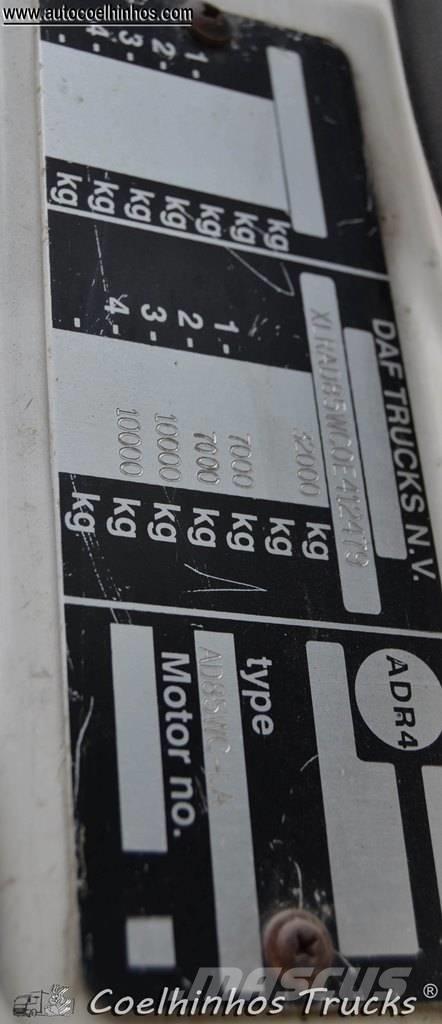 www.autocoelhinhos.com
DAF TRUCKS N.V.
ADR4
32000 kg
kg
1 - 7000 kg
2 - 7000 kg
3 - 10000 kg
4 - 10000 kg
kg
kg
1 - kg
2 - kg
3 - kg
4 - kg
kg
type
Motor no.
MASCUS
Coelhinhos Trucks®